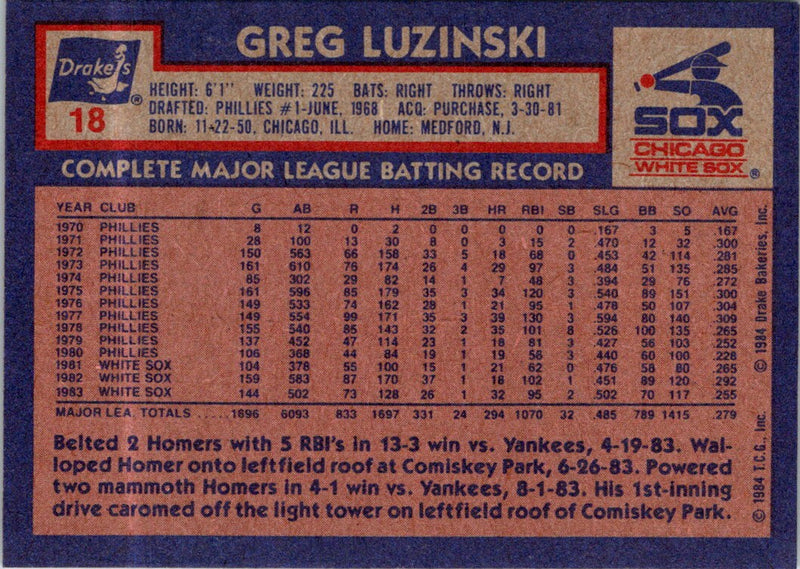 GREG LUZINSKI
Drake's ®
18
HEIGHT: 6'1" WEIGHT: 225 BATS: RIGHT THROWS: RIGHT
DRAFTED: PHILLIES #1-JUNE, 1968 ACQ: PURCHASE, 3-30-81
BORN: 11-22-50, CHICAGO, ILL. HOME: MEDFORD, N.J.
SOX
CHICAGO
WHITE SOX ®
COMPLETE MAJOR LEAGUE BATTING RECORD
YEAR CLUB G AB R H 2B 3B HR RBI SB SLG BB SO AVG
1970 PHILLIES 8 12 0 2 0 0 0 0 0 .167 3 5 .167
1971 PHILLIES 28 100 13 30 8 0 3 15 2 .470 12 32 .300
1972 PHILLIES 150 563 66 158 33 5 18 68 0 .453 42 114 .281
1973 PHILLIES 161 610 76 174 26 4 29 97 3 .484 51 135 .285
1974 PHILLIES 85 302 29 82 14 1 7 48 3 .394 29 76 .272
1975 PHILLIES 161 596 85 179 35 3 34 120 3 .540 89 151 .300
1976 PHILLIES 149 533 74 162 28 1 21 95 1 .478 50 107 .304
1977 PHILLIES 149 554 99 171 35 3 39 130 3 .594 80 140 .309
1978 PHILLIES 155 540 85 143 32 2 35 101 8 .526 100 135 .265
1979 PHILLIES 137 452 47 114 23 1 18 81 3 .427 56 103 .252
1980 PHILLIES 106 368 44 84 19 1 19 56 3 .440 60 100 .228
1981 WHITE SOX 104 378 55 100 15 1 21 62 0 .476 58 80 .265
1982 WHITE SOX 159 583 87 170 37 1 18 102 1 .451 89 120 .292
1983 WHITE SOX 144 502 73 128 26 1 32 95 2 .502 70 117 .255
MAJOR LEA. TOTALS ..... 1696 6093 833 1697 331 24 294 1070 32 .485 789 1415 .279
Belted 2 Homers with 5 RBI's in 13-3 win vs. Yankees, 4-19-83. Wal-
loped Homer onto leftfield roof at Comiskey Park, 6-26-83. Powered
two mammoth Homers in 4-1 win vs. Yankees, 8-1-83. His 1st-inning
drive caromed off the light tower on leftfield roof of Comiskey Park.
© 1984 T.C.G., Inc. © 1984 Drake Bakeries, Inc.